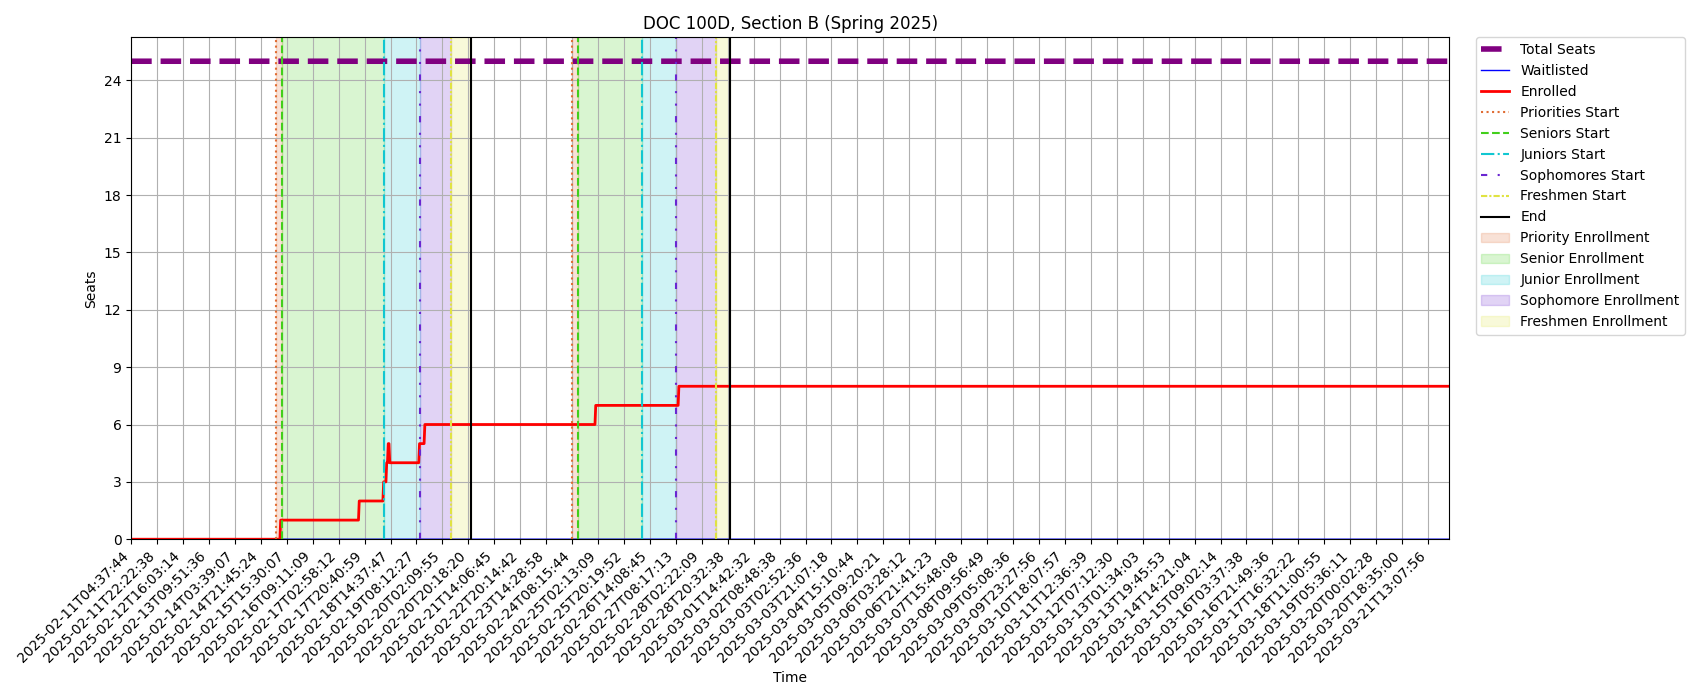 DOC 100D, Section B (Spring 2025)
Seats
24
21
18
15
12
9
6
3
0
2025-02-11T04:37:44
2025-02-11T22:22:38
2025-02-12T16:03:14
2025-02-13T09:51:36
2025-02-14T03:39:07
2025-02-14T21:45:24
2025-02-15T15:30:07
2025-02-16T09:11:09
2025-02-17T02:58:12
2025-02-17T20:40:59
2025-02-18T14:37:47
2025-02-19T08:12:27
2025-02-20T02:09:55
2025-02-20T20:18:20
2025-02-21T14:06:45
2025-02-22T20:14:42
2025-02-23T14:28:58
2025-02-24T08:15:44
2025-02-25T02:13:09
2025-02-25T20:19:52
2025-02-26T14:08:45
2025-02-27T08:17:13
2025-02-28T02:22:09
2025-02-28T20:32:38
2025-03-01T14:42:32
2025-03-02T08:48:38
2025-03-03T02:52:36
2025-03-03T21:07:18
2025-03-04T15:10:44
2025-03-05T09:20:21
2025-03-06T03:28:12
2025-03-06T21:41:23
2025-03-07T15:48:08
2025-03-08T09:56:49
2025-03-09T05:08:36
2025-03-09T23:27:56
2025-03-10T18:07:57
2025-03-11T12:36:39
2025-03-12T07:12:30
2025-03-13T01:34:03
2025-03-13T19:45:53
2025-03-14T14:21:04
2025-03-15T09:02:14
2025-03-16T03:37:38
2025-03-16T21:49:36
2025-03-17T16:32:22
2025-03-18T11:00:55
2025-03-19T05:36:11
2025-03-20T00:02:28
2025-03-20T18:35:00
2025-03-21T13:07:56
Time
Total Seats
Waitlisted
Enrolled
Priorities Start
Seniors Start
Juniors Start
Sophomores Start
Freshmen Start
End
Priority Enrollment
Senior Enrollment
Junior Enrollment
Sophomore Enrollment
Freshmen Enrollment